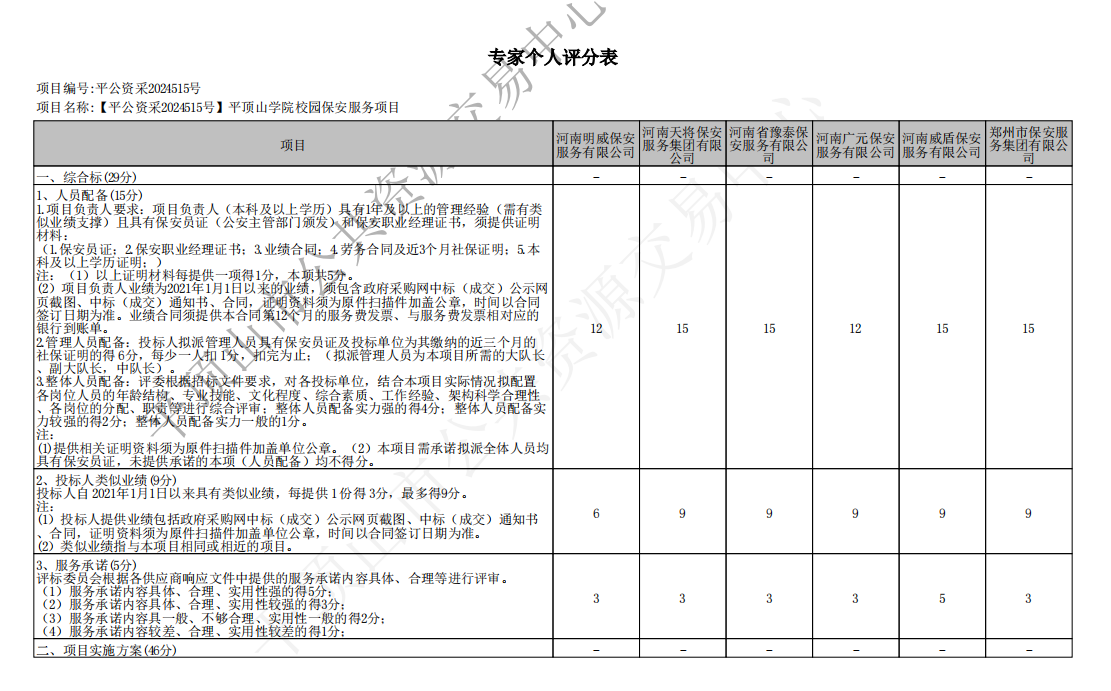 专家个人评分表
项目编号:平公资采2024515号
项目名称:【平公资采2024515号】平顶山学院校园保安服务项目
项目
河南明威保安
服务有限公司
河南天将保安
服务集团有限
公司
河南省豫泰保
安服务有限公
司
河南广元保安
服务有限公司
河南威盾保安
服务有限公司
郑州市保安服
务集团有限公
司
一、综合标(29分) – – – – – –
1、人员配备(15分)
1.项目负责人要求：项目负责人（本科及以上学历）具有1年及以上的管理经验（需有类
似业绩支撑）且具有保安员证（公安主管部门颁发）和保安职业经理证书，须提供证明
材料：
（1.保安员证；2.保安职业经理证书；3.业绩合同；4.劳务合同及近3个月社保证明；5.本
科及以上学历证明；）
注：（1）以上证明材料每提供一项得1分，本项共5分。
(2）项目负责人业绩为2021年1月1日以来的业绩，须包含政府采购网中标（成交）公示网
页截图、中标（成交）通知书、合同，证明资料须为原件扫描件加盖公章，时间以合同
签订日期为准。业绩合同须提供本合同第12个月的服务费发票、与服务费发票相对应的
银行到账单。
2.管理人员配备：投标人拟派管理人员具有保安员证及投标单位为其缴纳的近三个月的
社保证明的得 6分，每少一人扣 1分，扣完为止；（拟派管理人员为本项目所需的大队长
、副大队长，中队长）。
3.整体人员配备：评委根据招标文件要求，对各投标单位，结合本项目实际情况拟配置
各岗位人员的年龄结构、专业技能、文化程度、综合素质、工作经验、架构科学合理性
、各岗位的分配、职责等进行综合评审；整体人员配备实力强的得4分；整体人员配备实
力较强的得2分；整体人员配备实力一般的1分。
注：
(1)提供相关证明资料须为原件扫描件加盖单位公章。（2）本项目需承诺拟派全体人员均
具有保安员证，未提供承诺的本项（人员配备）均不得分。
12 15 15 12 15 15
2、投标人类似业绩(9分)
投标人自 2021年1月1日以来具有类似业绩，每提供 1份得 3分，最多得9分。
注：
(1）投标人提供业绩包括政府采购网中标（成交）公示网页截图、中标（成交）通知书
、合同，证明资料须为原件扫描件加盖单位公章，时间以合同签订日期为准。
(2）类似业绩指与本项目相同或相近的项目。
6 9 9 9 9 9
3、服务承诺(5分)
评标委员会根据各供应商响应文件中提供的服务承诺内容具体、合理等进行评审。
（1）服务承诺内容具体、合理、实用性强的得5分；
（2）服务承诺内容具体、合理、实用性较强的得3分；
（3）服务承诺内容具一般、不够合理、实用性一般的得2分；
（4）服务承诺内容较差、合理、实用性较差的得1分；
3 3 3 3 5 3
二、项目实施方案(46分) – – – – – –
平顶山市公共资源交易中心
平顶山市公共资源交易中心